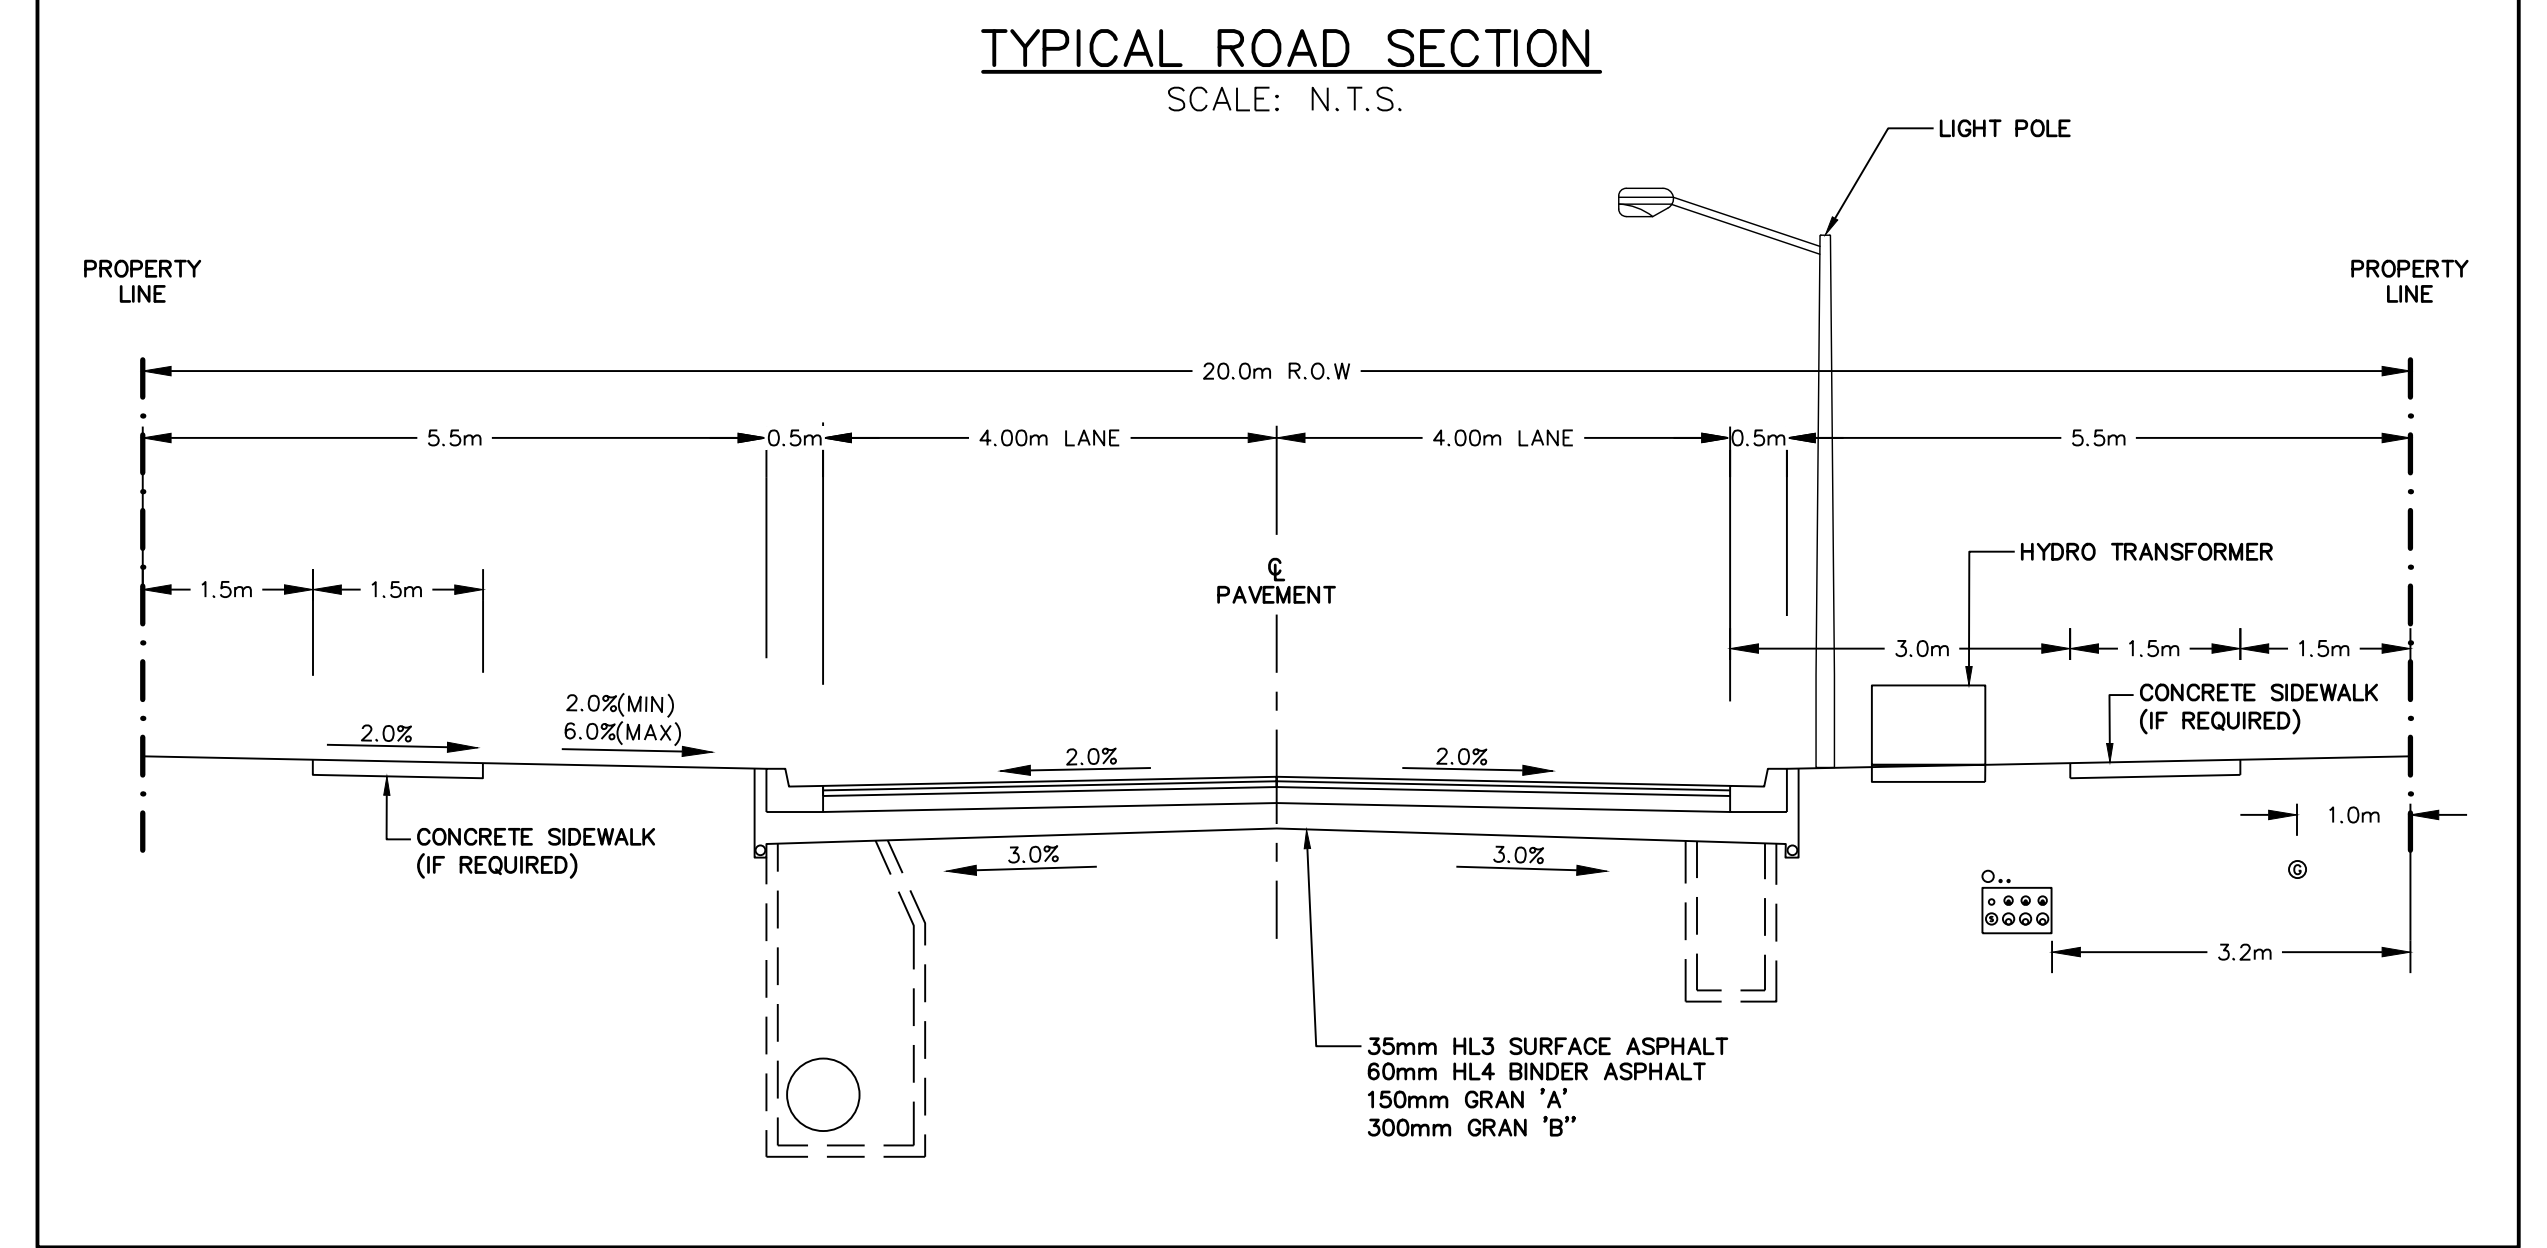 TYPICAL ROAD SECTION
SCALE: N.T.S.
LIGHT POLE
PROPERTY
LINE
PROPERTY
LINE
20.0m R.O.W
5.5m
0.5m
4.00m LANE
4.00m LANE
0.5m
5.5m
HYDRO TRANSFORMER
℄
PAVEMENT
1.5m
1.5m
3.0m
1.5m
1.5m
CONCRETE SIDEWALK
(IF REQUIRED)
2.0%(MIN)
6.0%(MAX)
2.0%
2.0%
2.0%
1.0m
CONCRETE SIDEWALK
(IF REQUIRED)
3.0%
3.0%
G
S
3.2m
35mm HL3 SURFACE ASPHALT
60mm HL4 BINDER ASPHALT
150mm GRAN 'A'
300mm GRAN 'B''